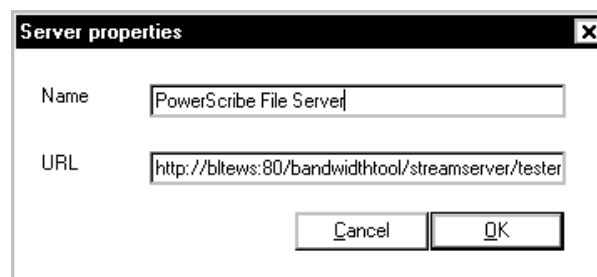 Server properties
Name PowerScribe File Server
URL http://bltews:80/bandwidthtool/streamserver/tester
Cancel OK